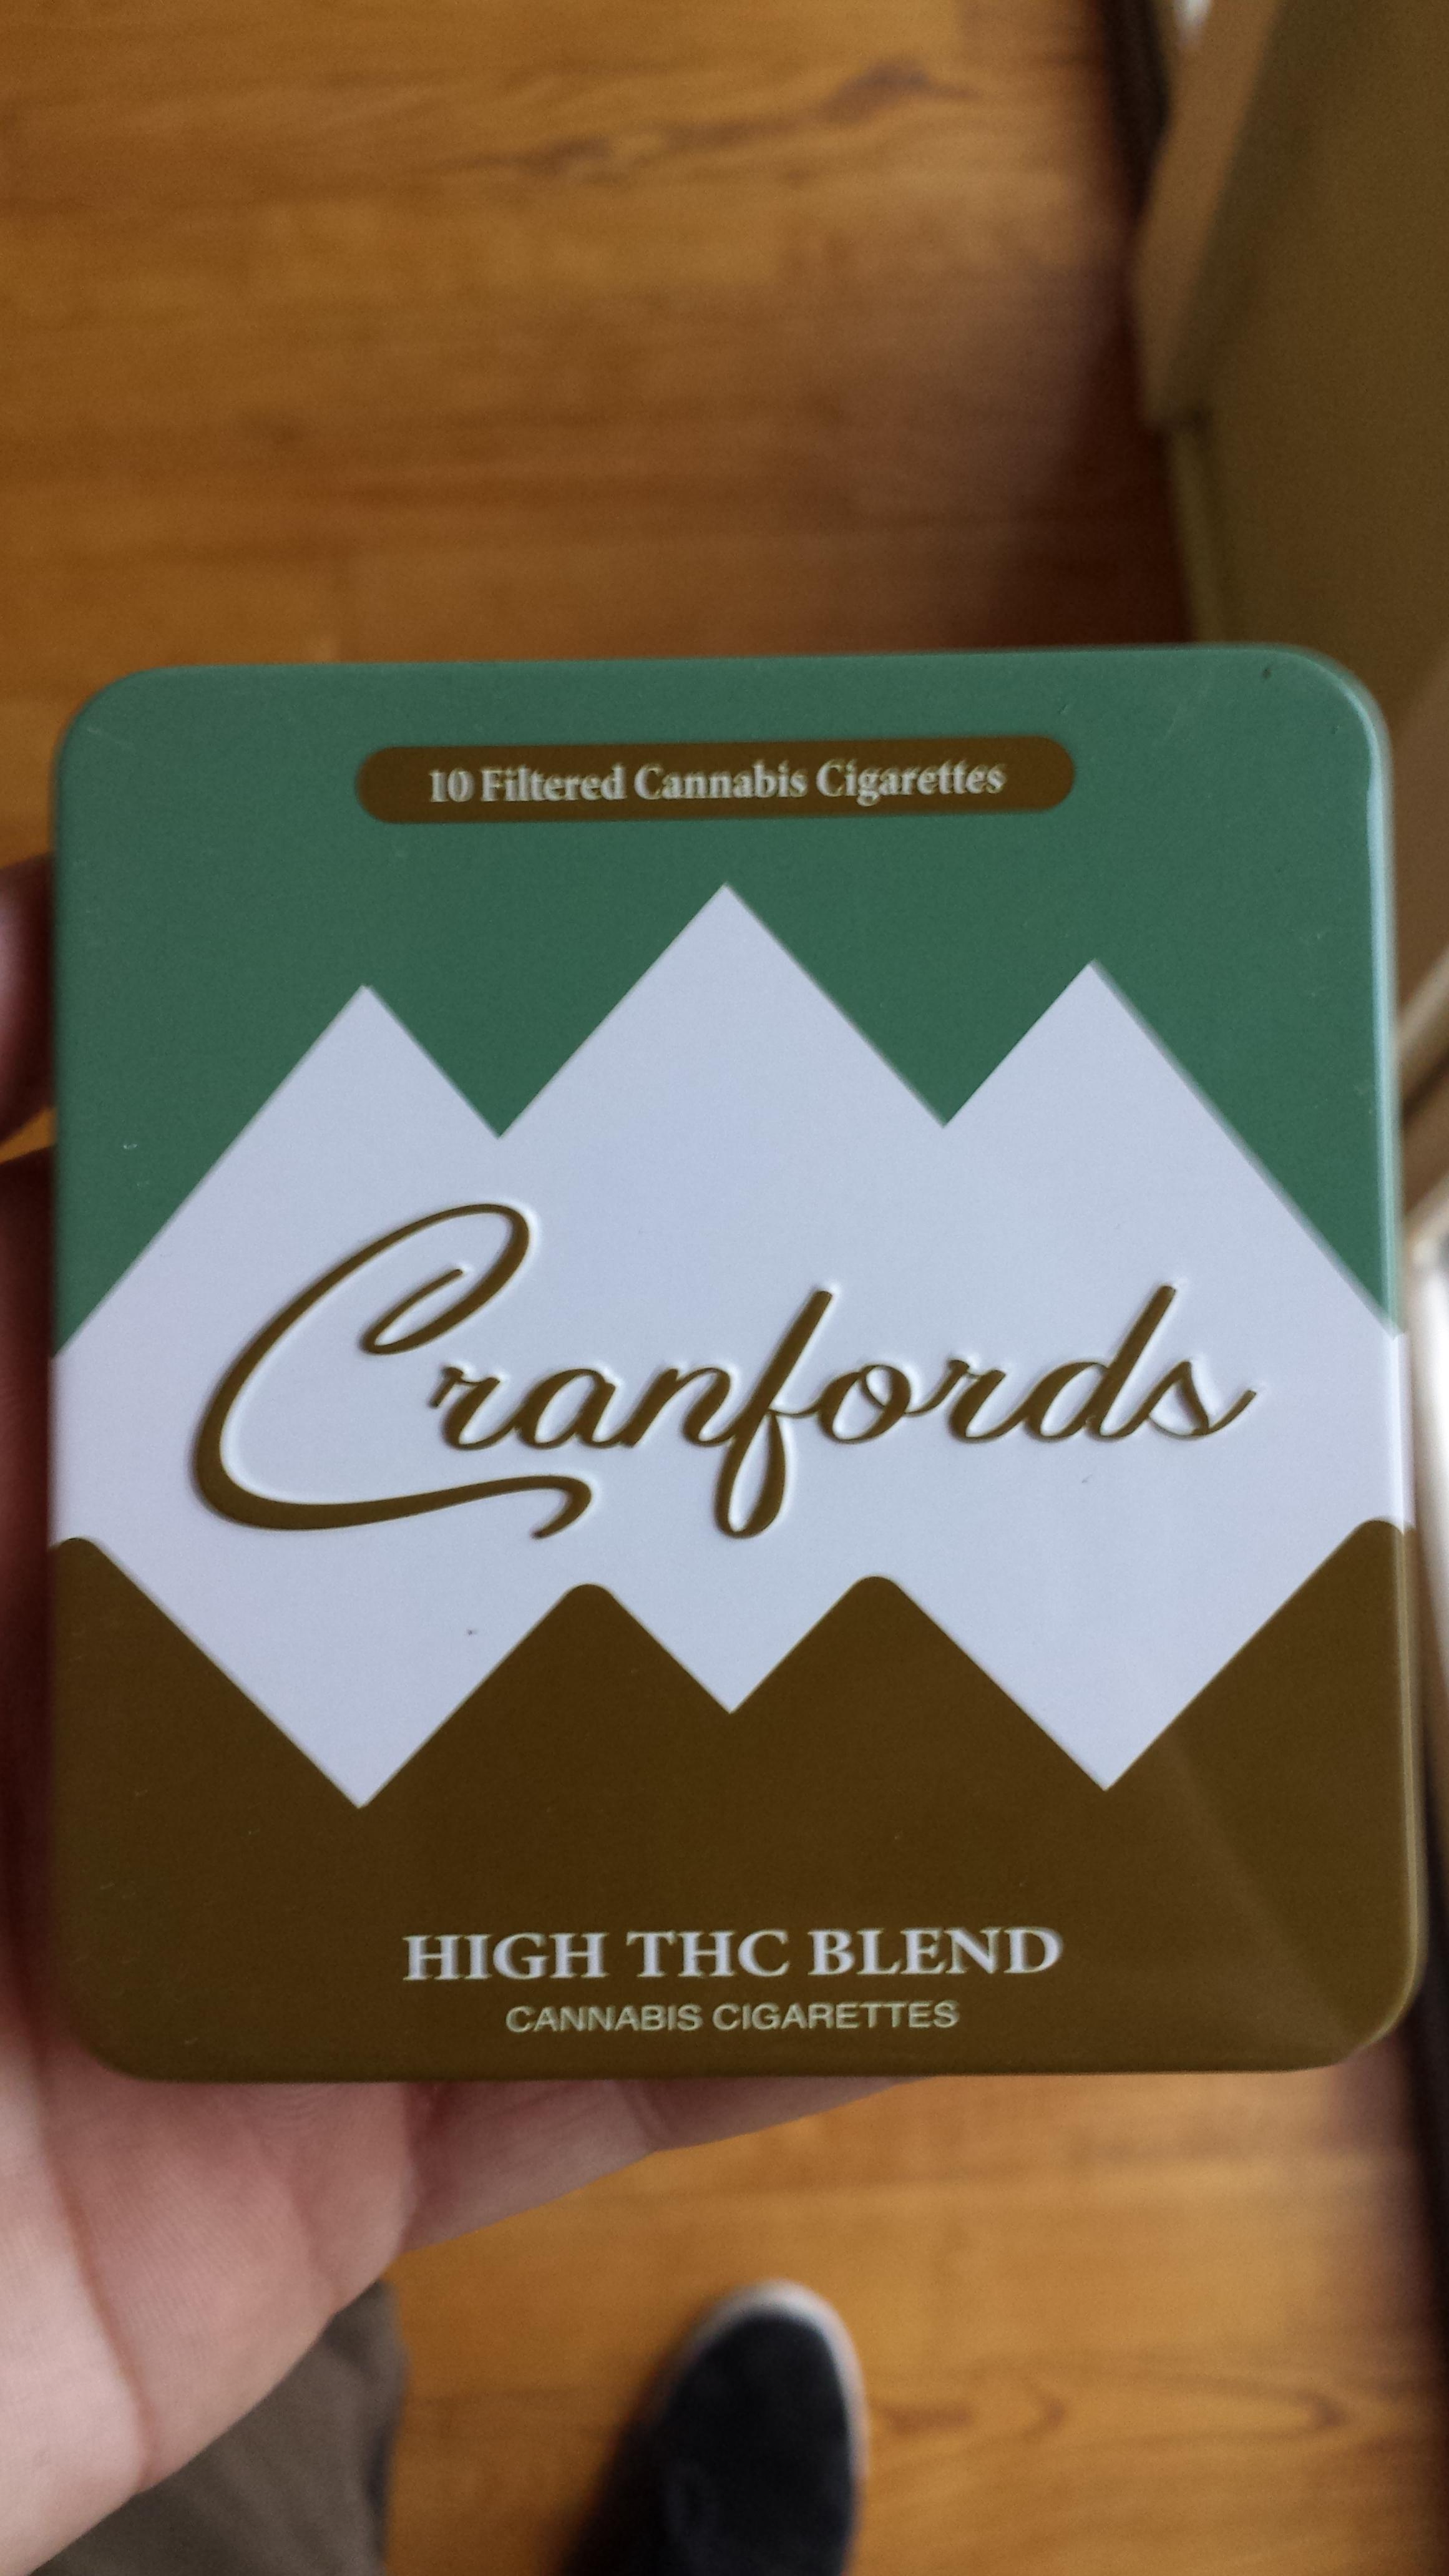 10 Filtered Cannabis Cigarettes
Cranfords
HIGH THC BLEND
CANNABIS CIGARETTES